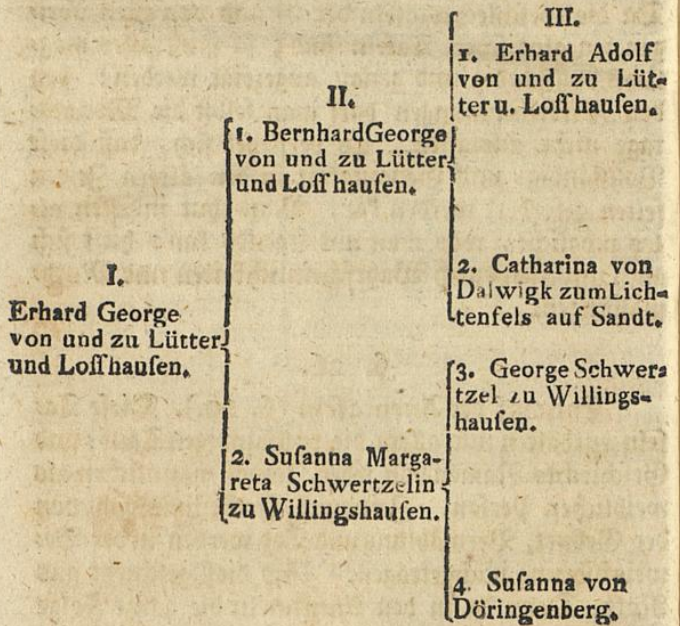 I.
Erhard George
von und zu Lütter
und Loſſhauſen.
II.
1. BernhardGeorge
von und zu Lütter
und Loſſhauſen.
2. Suſanna Marga-
reta Schwertzelin
zu Willingshauſen.
III.
1. Erhard Adolf
von und zu Lüt-
ter u. Loſſhauſen.
2. Catharina von
Dalwigk zum Lich-
tenfels auf Sandt.
3. George Schwer-
tzel zu Willings-
hauſen.
4. Suſanna von
Döringenberg.